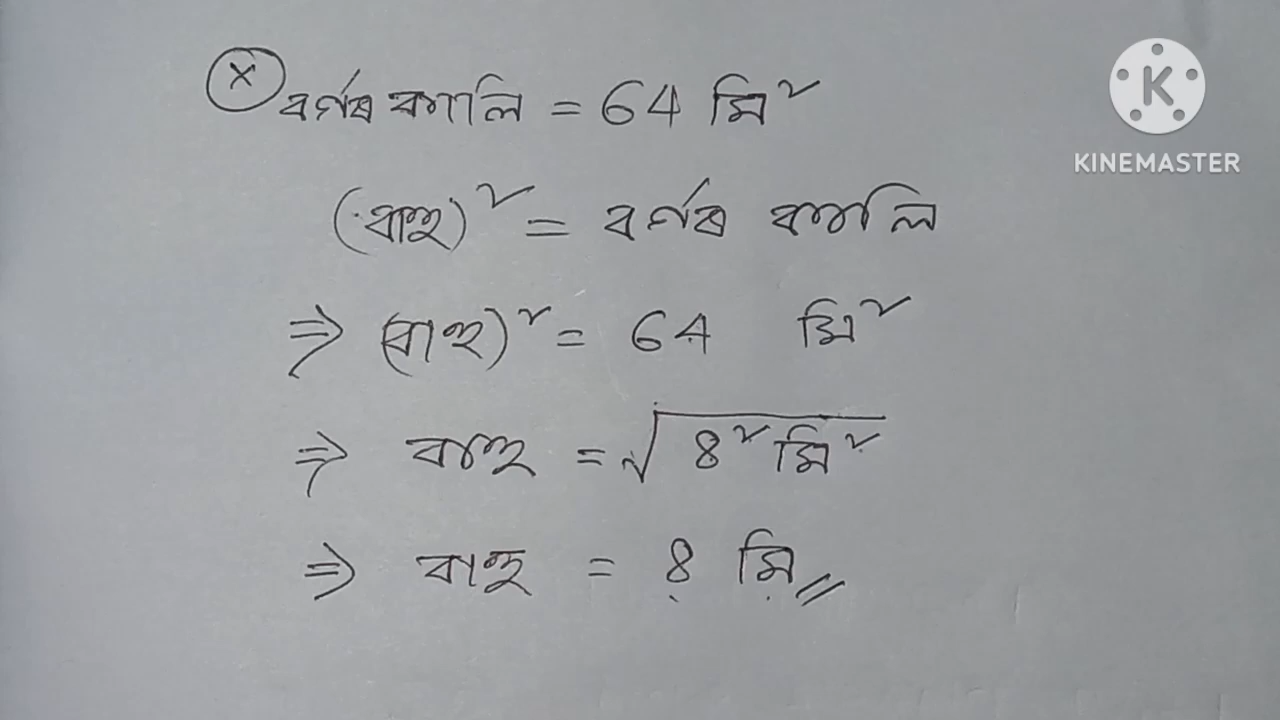 (x) বৰ্গৰ কালি = 64 মি²
(বাহু)² = বৰ্গৰ কালি
⇒ (বাহু)² = 64 মি²
⇒ বাহু = √8² মি²
⇒ বাহু = 8 মি //
KINEMASTER